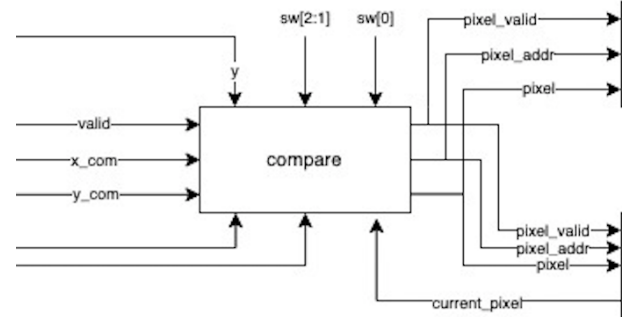 sw[2:1]
sw[0]
pixel_valid
pixel_addr
y
pixel
valid
x_com
compare
y_com
pixel_valid
pixel_addr
pixel
current_pixel